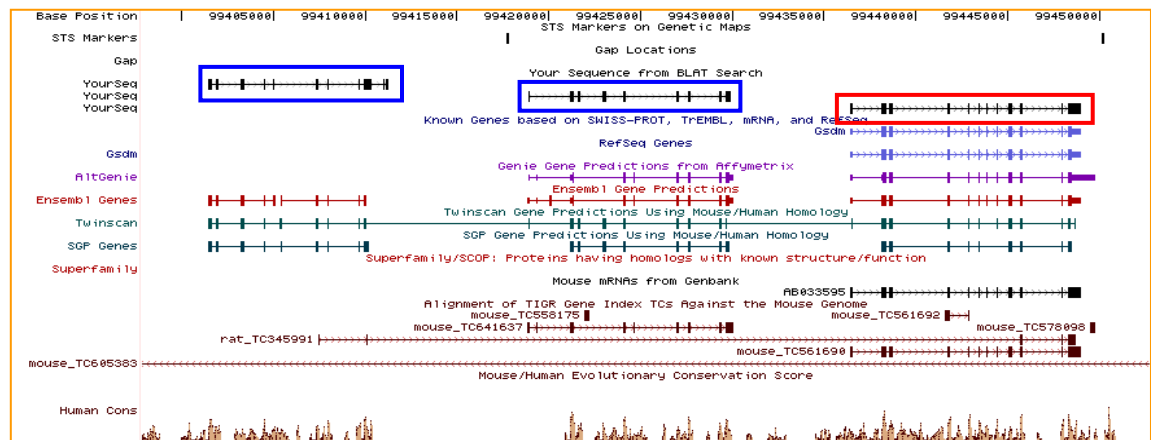 Base Position 99405000| 99410000| 99415000| 99420000| 99425000| 99430000| 99435000| 99440000| 99445000| 99450000|
STS Markers on Genetic Maps
STS Markers
Gap Locations
Gap
Your Sequence from BLAT Search
YourSeq
YourSeq
YourSeq
Known Genes based on SWISS-PROT, TrEMBL, mRNA, and RefSeq
Gsdm
RefSeq Genes
Gsdm
Genie Gene Predictions from Affymetrix
AltGenie
Ensembl Gene Predictions
Ensembl Genes
Twinscan Gene Predictions Using Mouse/Human Homology
Twinscan
SGP Gene Predictions Using Mouse/Human Homology
SGP Genes
Superfamily/SCOP: Proteins having homologs with known structure/function
Superfamily
Mouse mRNAs from Genbank
AB033595
Alignment of TIGR Gene Index TCs Against the Mouse Genome
mouse_TC558175 mouse_TC561692
mouse_TC641637 mouse_TC578098
rat_TC345991
mouse_TC561690
mouse_TC605383
Mouse/Human Evolutionary Conservation Score
Human Cons